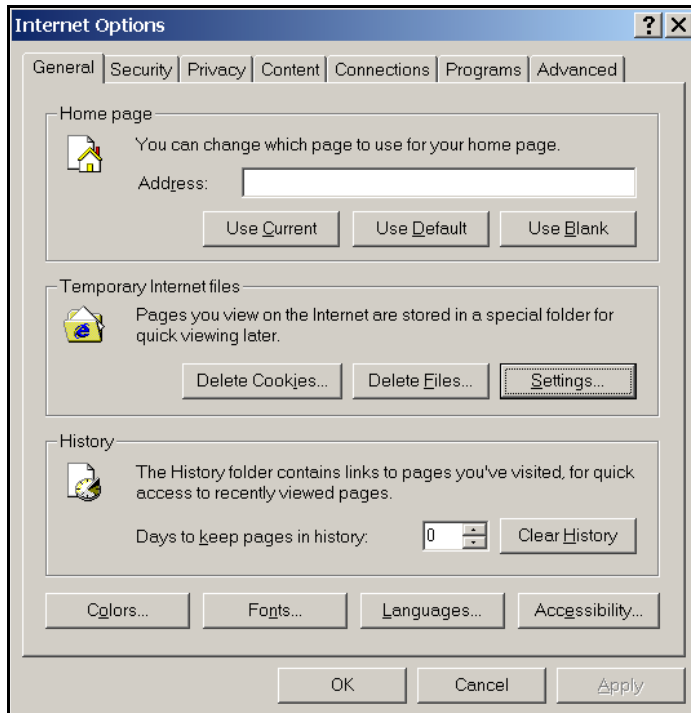 Internet Options
General Security Privacy Content Connections Programs Advanced
Home page
You can change which page to use for your home page.
Address:
Use Current Use Default Use Blank
Temporary Internet files
Pages you view on the Internet are stored in a special folder for
quick viewing later.
Delete Cookies... Delete Files... Settings...
History
The History folder contains links to pages you've visited, for quick
access to recently viewed pages.
Days to keep pages in history: 0 Clear History
Colors... Fonts... Languages... Accessibility...
OK Cancel Apply